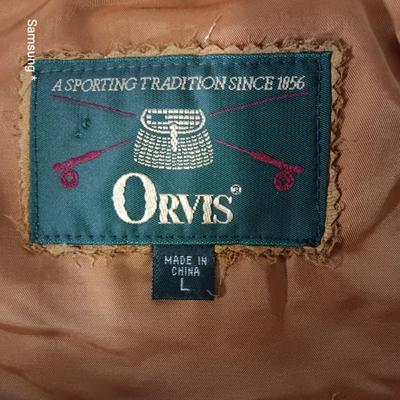 A SPORTING TRADITION SINCE 1856
ORVIS®
MADE IN
CHINA
L
Samsung *